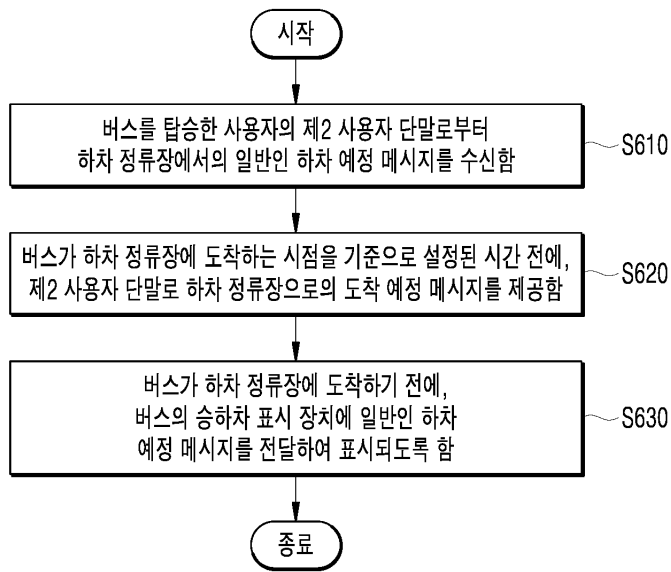 시작
버스를 탑승한 사용자의 제2 사용자 단말로부터
하차 정류장에서의 일반인 하차 예정 메시지를 수신함
S610
버스가 하차 정류장에 도착하는 시점을 기준으로 설정된 시간 전에,
제2 사용자 단말로 하차 정류장으로의 도착 예정 메시지를 제공함
S620
버스가 하차 정류장에 도착하기 전에,
버스의 승하차 표시 장치에 일반인 하차
예정 메시지를 전달하여 표시되도록 함
S630
종료